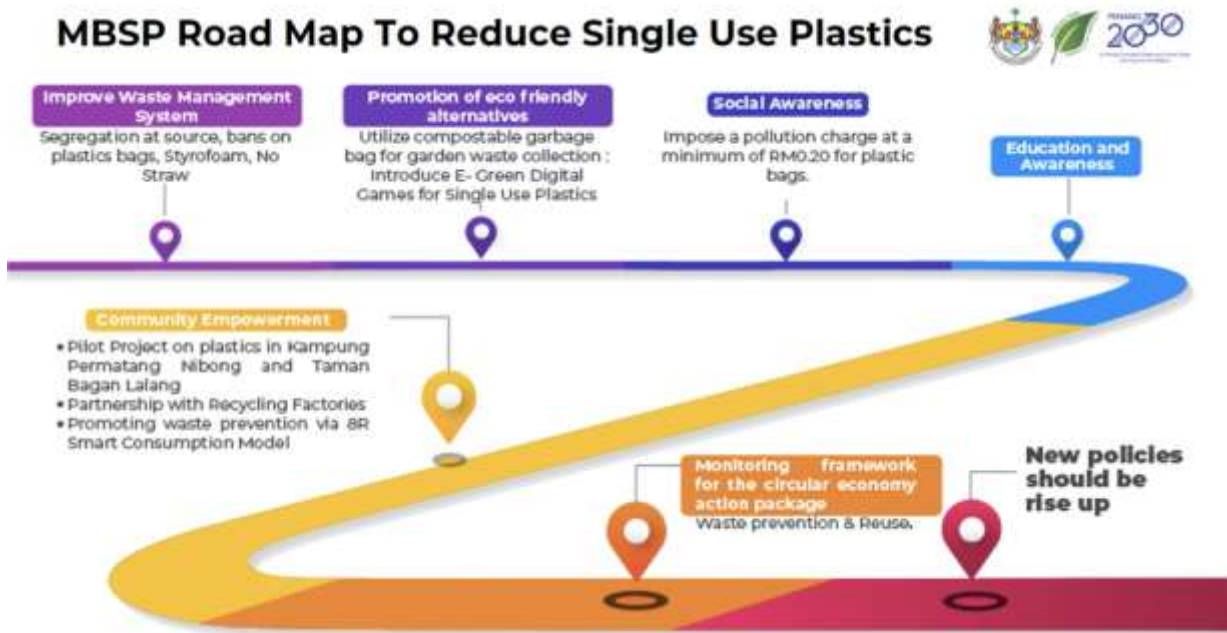 MBSP Road Map To Reduce Single Use Plastics
PENANG
2030
Improve Waste Management
System
Segregation at source, bans on
plastics bags, Styrofoam, No
Straw
Promotion of eco friendly
alternatives
Utilize compostable garbage
bag for garden waste collection :
Introduce E- Green Digital
Games for Single Use Plastics
Social Awareness
Impose a pollution charge at a
minimum of RM0.20 for plastic
bags.
Education and
Awareness
Community Empowerment
• Pilot Project on plastics in Kampung
Permatang Nibong and Taman
Bagan Lalang
• Partnership with Recycling Factories
• Promoting waste prevention via 8R
Smart Consumption Model
Monitoring framework
for the circular economy
action package
Waste prevention & Reuse.
New policies
should be
rise up